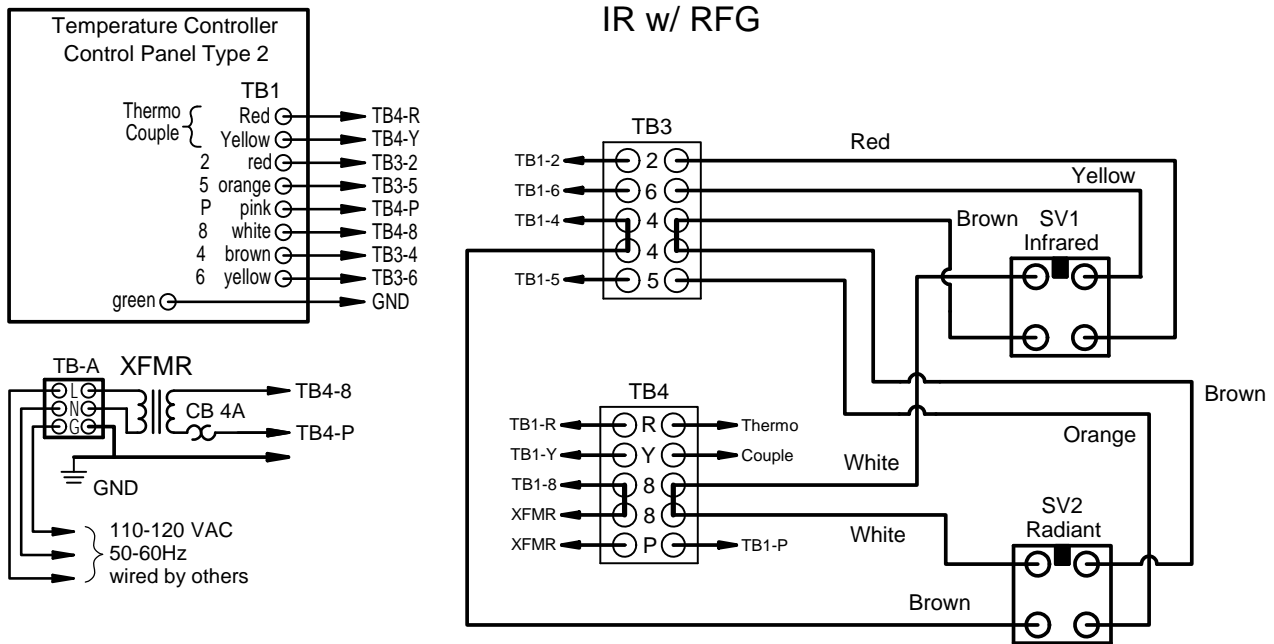 IR w/ RFG
Temperature Controller
Control Panel Type 2
TB1
Thermo
Couple
Red TB4-R
Yellow TB4-Y
2 red TB3-2
5 orange TB3-5
P pink TB4-P
8 white TB4-8
4 brown TB3-4
6 yellow TB3-6
green GND
TB-A XFMR
L
N
G
CB 4A
TB4-8
TB4-P
GND
110-120 VAC
50-60Hz
wired by others
TB3
TB1-2 2
TB1-6 6
TB1-4 4
4
TB1-5 5
Red
Yellow
Brown
SV1
Infrared
Brown
Orange
TB4
TB1-R R Thermo
TB1-Y Y Couple
TB1-8 8
XFMR 8
XFMR P TB1-P
White
White
SV2
Radiant
Brown